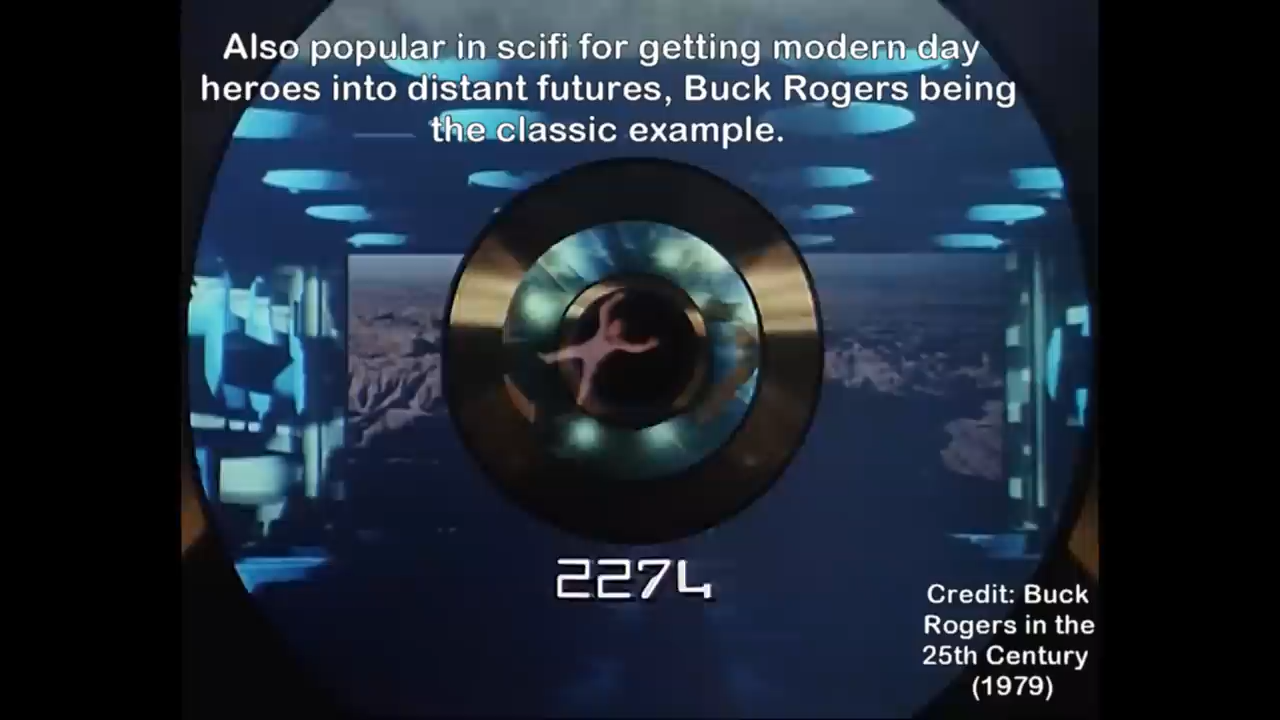 Also popular in scifi for getting modern day
heroes into distant futures, Buck Rogers being
the classic example.
2274
Credit: Buck
Rogers in the
25th Century
(1979)